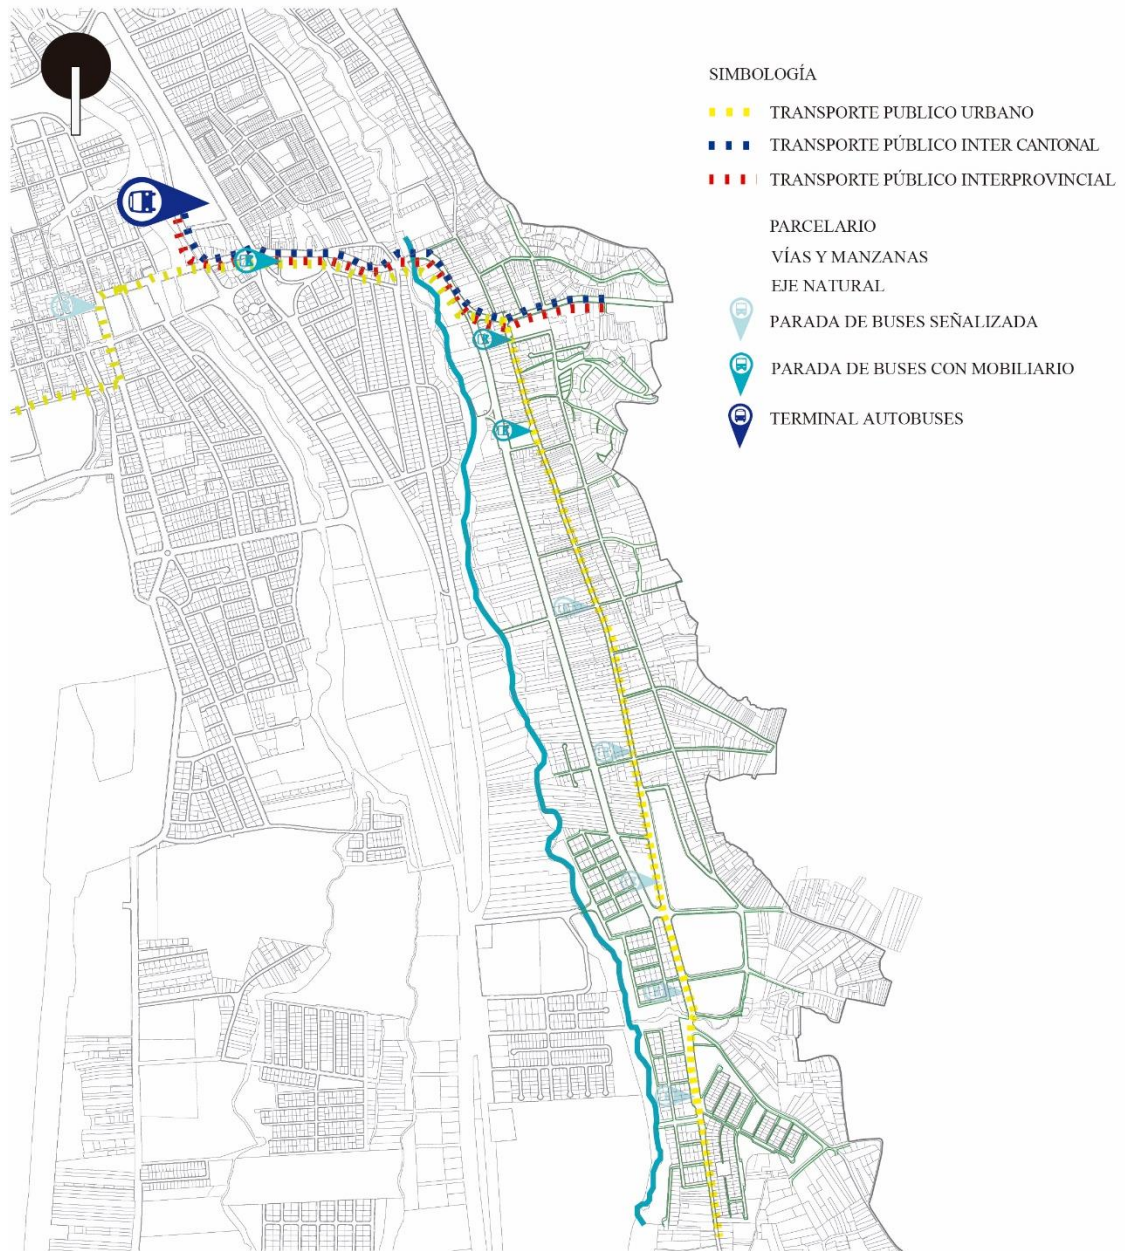 SIMBOLOGÍA
TRANSPORTE PUBLICO URBANO
TRANSPORTE PÚBLICO INTER CANTONAL
TRANSPORTE PÚBLICO INTERPROVINCIAL
PARCELARIO
VÍAS Y MANZANAS
EJE NATURAL
PARADA DE BUSES SEÑALIZADA
PARADA DE BUSES CON MOBILIARIO
TERMINAL AUTOBUSES